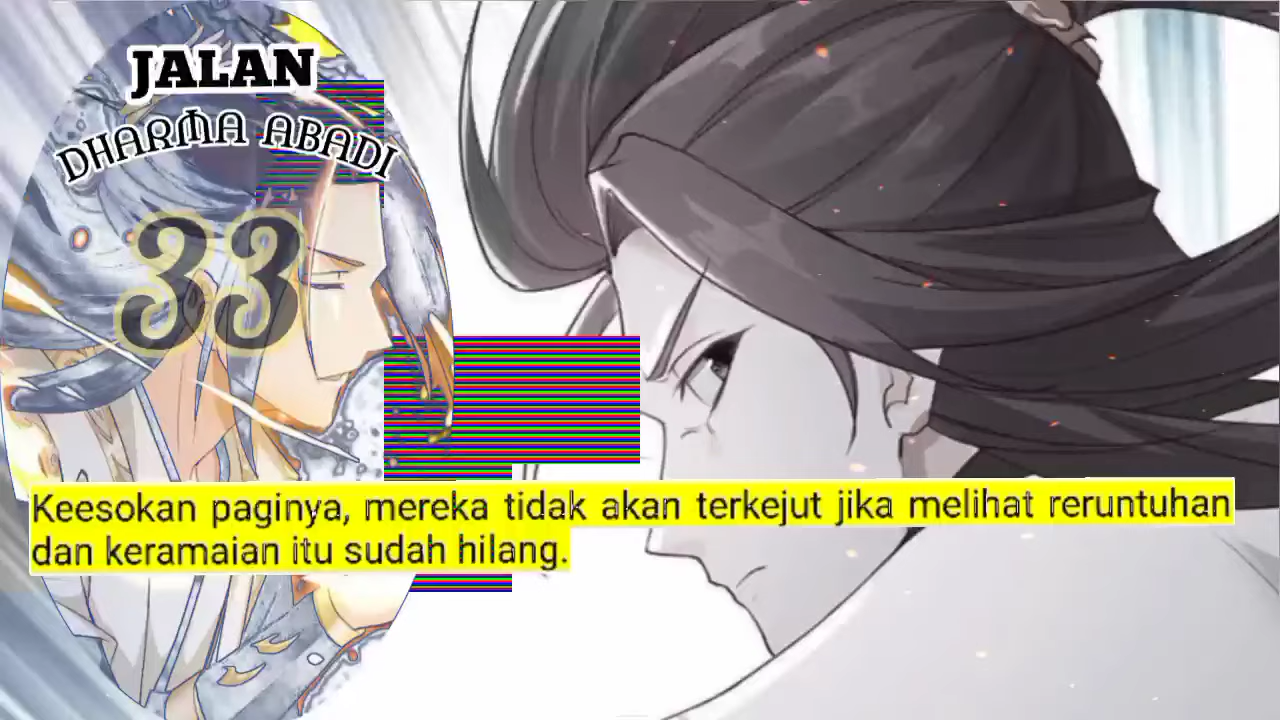 JALAN
DHARMA ABADI
33
Keesokan paginya, mereka tidak akan terkejut jika melihat reruntuhan
dan keramaian itu sudah hilang.